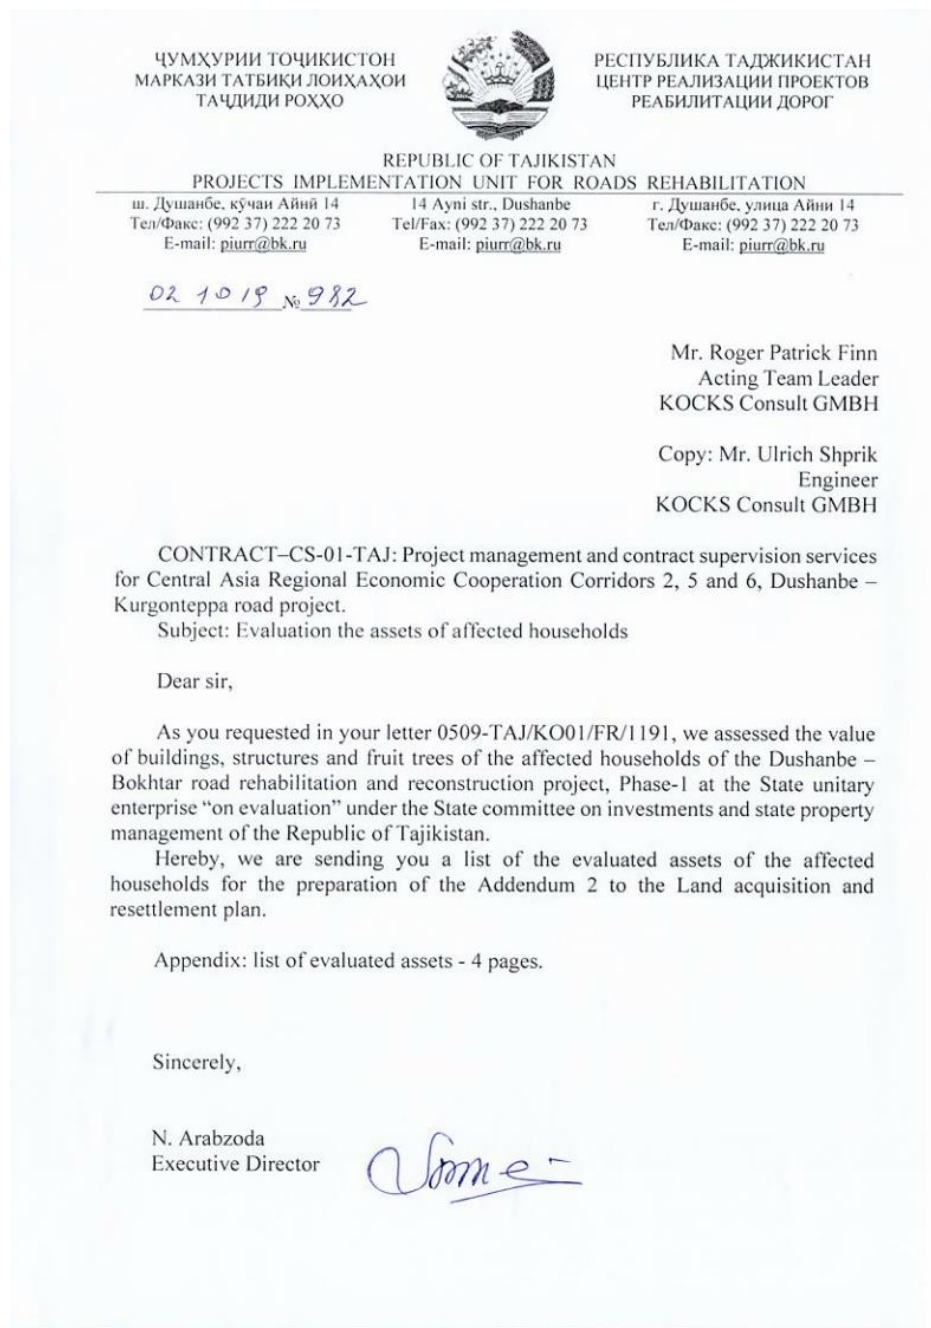 ҶУМҲУРИИ ТОҶИКИСТОН
МАРКАЗИ ТАТБИҚИ ЛОИҲАҲОИ
ТАҶДИДИ РОҲҲО
РЕСПУБЛИКА ТАДЖИКИСТАН
ЦЕНТР РЕАЛИЗАЦИИ ПРОЕКТОВ
РЕАБИЛИТАЦИИ ДОРОГ
REPUBLIC OF TAJIKISTAN
PROJECTS IMPLEMENTATION UNIT FOR ROADS REHABILITATION
ш. Душанбе, кӯчаи Айнӣ 14
Тел/Факс: (992 37) 222 20 73
E-mail: piurr@bk.ru
14 Ayni str., Dushanbe
Tel/Fax: (992 37) 222 20 73
E-mail: piurr@bk.ru
г. Душанбе, улица Айни 14
Тел/Факс: (992 37) 222 20 73
E-mail: piurr@bk.ru
02 10 19 № 982
Mr. Roger Patrick Finn
Acting Team Leader
KOCKS Consult GMBH
Copy: Mr. Ulrich Shprik
Engineer
KOCKS Consult GMBH
CONTRACT–CS-01-TAJ: Project management and contract supervision services
for Central Asia Regional Economic Cooperation Corridors 2, 5 and 6, Dushanbe –
Kurgonteppa road project.
Subject: Evaluation the assets of affected households
Dear sir,
As you requested in your letter 0509-TAJ/KO01/FR/1191, we assessed the value
of buildings, structures and fruit trees of the affected households of the Dushanbe –
Bokhtar road rehabilitation and reconstruction project, Phase-1 at the State unitary
enterprise “on evaluation” under the State committee on investments and state property
management of the Republic of Tajikistan.
Hereby, we are sending you a list of the evaluated assets of the affected
households for the preparation of the Addendum 2 to the Land acquisition and
resettlement plan.
Appendix: list of evaluated assets - 4 pages.
Sincerely,
N. Arabzoda
Executive Director